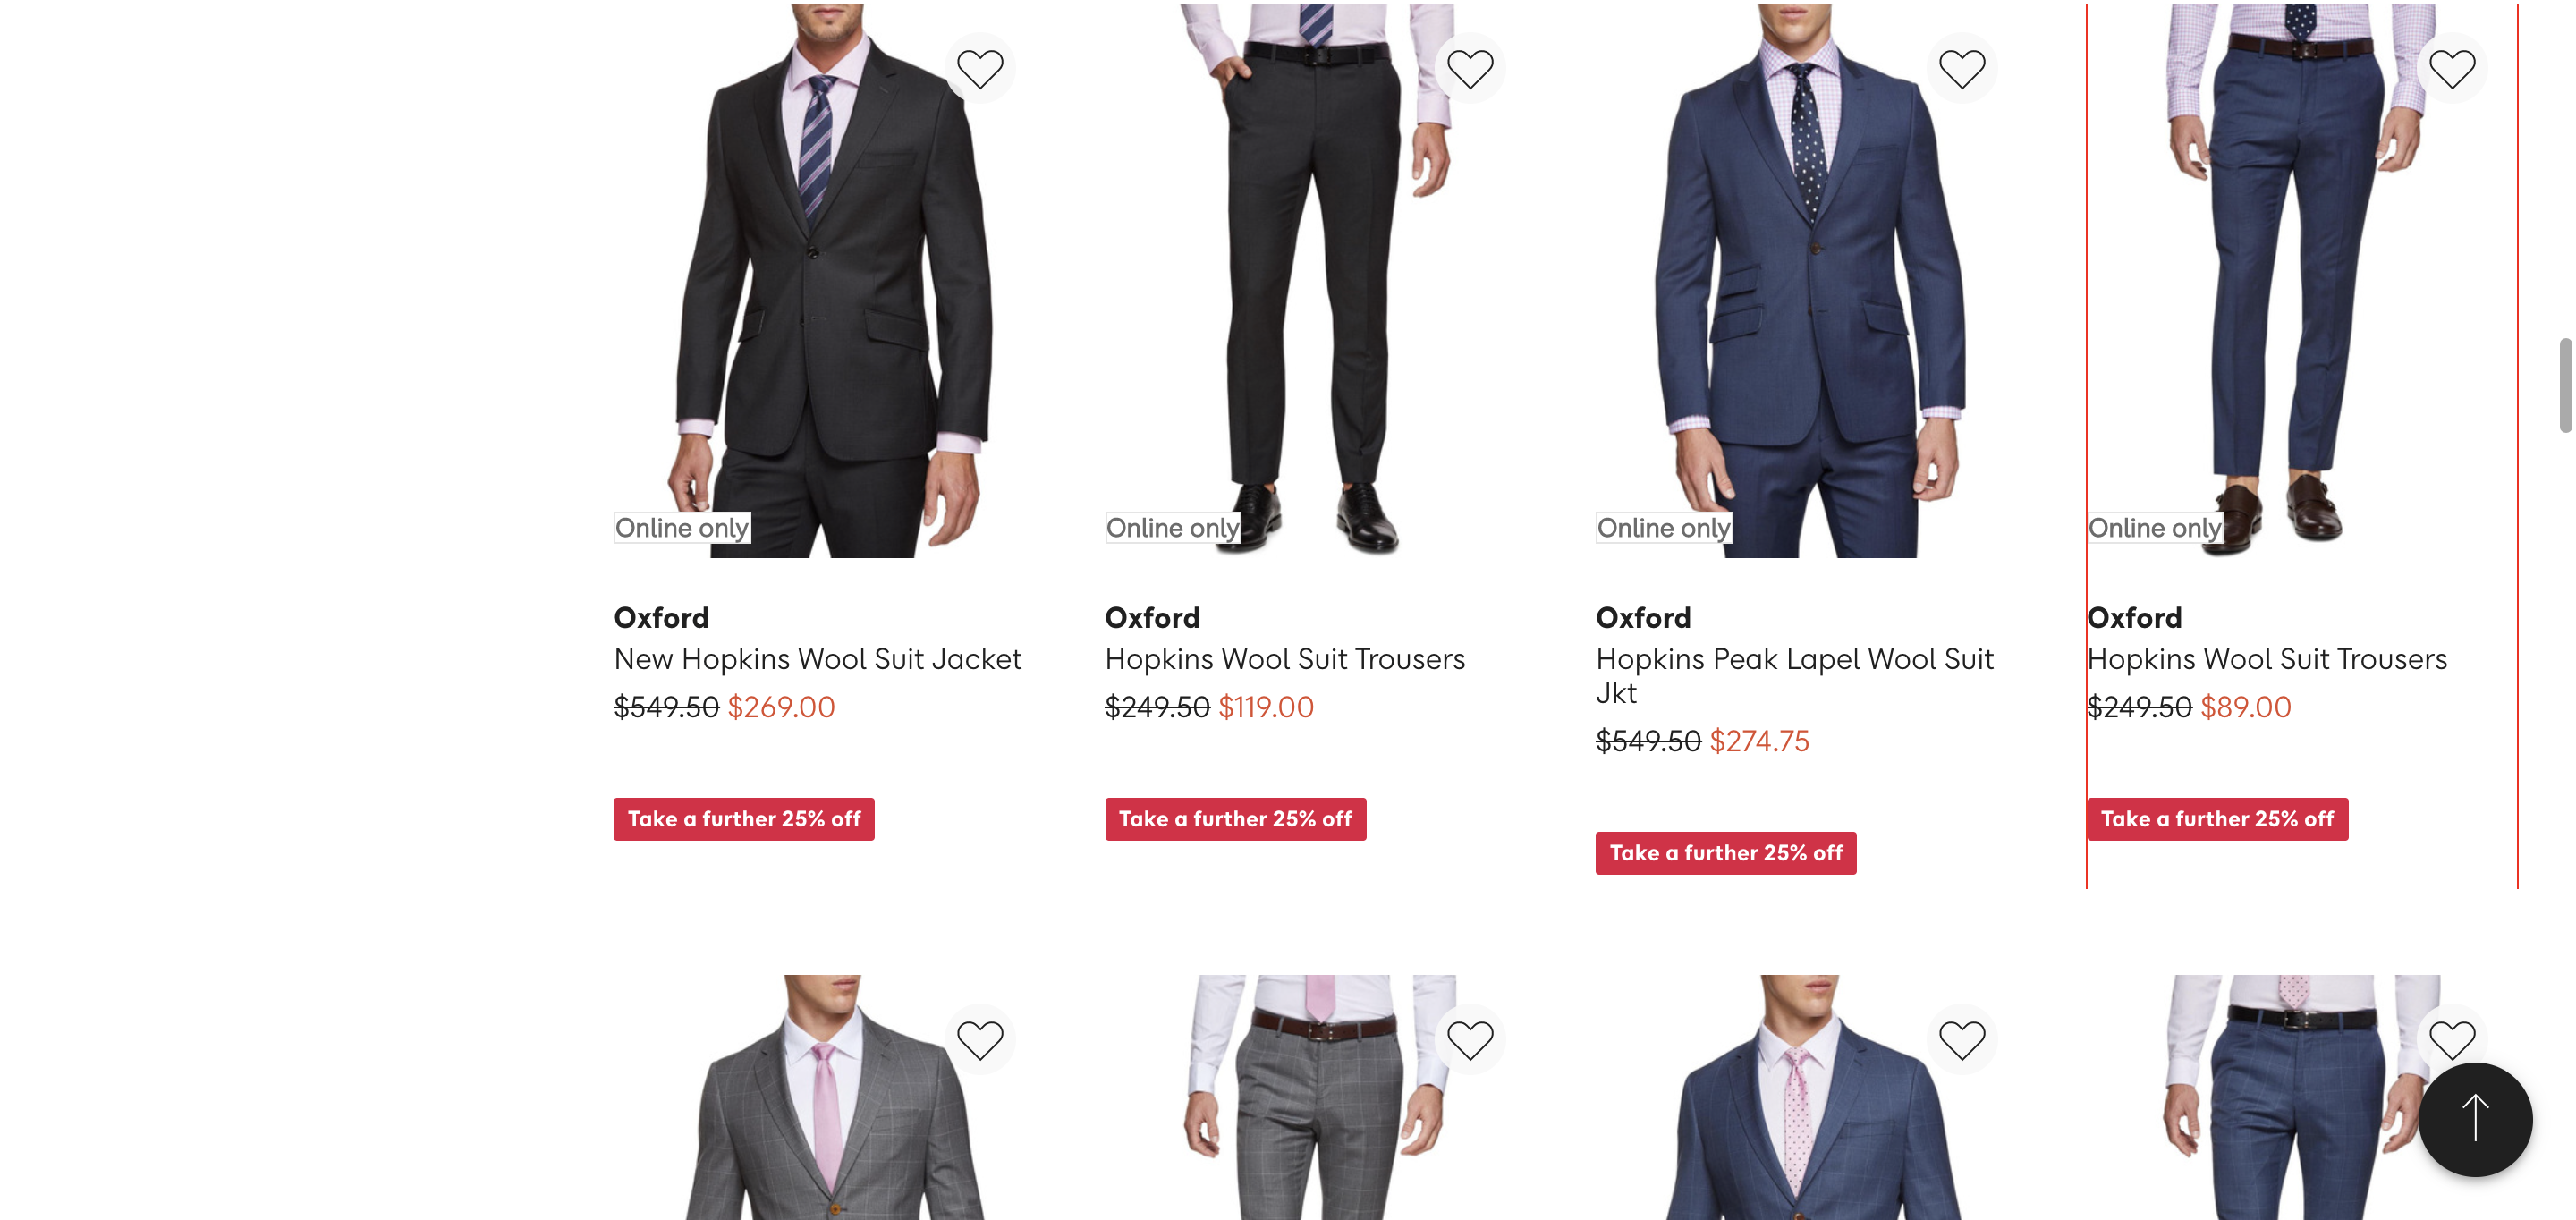 Online only
Online only
Online only
Online only
Oxford
New Hopkins Wool Suit Jacket
$549.50 $269.00
Take a further 25% off
Oxford
Hopkins Wool Suit Trousers
$249.50 $119.00
Take a further 25% off
Oxford
Hopkins Peak Lapel Wool Suit
Jkt
$549.50 $274.75
Take a further 25% off
Oxford
Hopkins Wool Suit Trousers
$249.50 $89.00
Take a further 25% off